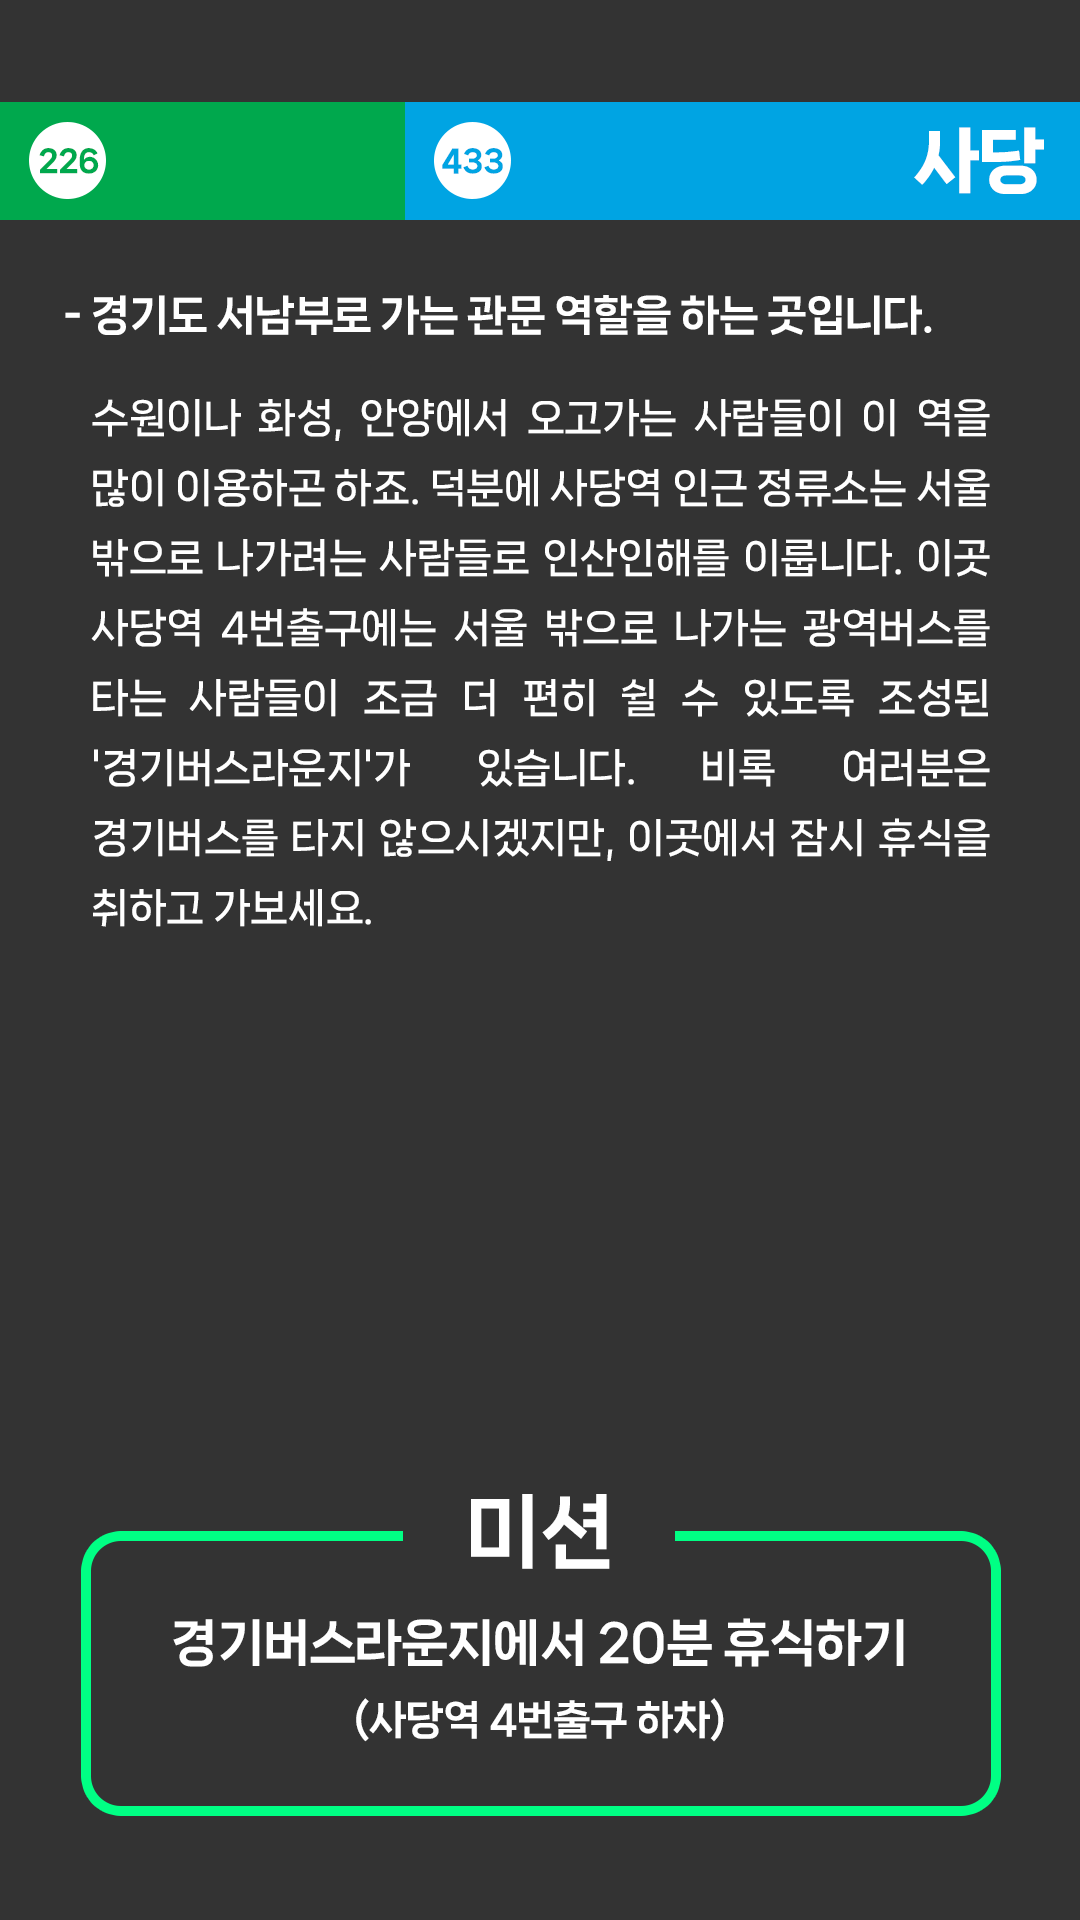 226 433 사당
- 경기도 서남부로 가는 관문 역할을 하는 곳입니다.
수원이나 화성, 안양에서 오고가는 사람들이 이 역을
많이 이용하곤 하죠. 덕분에 사당역 인근 정류소는 서울
밖으로 나가려는 사람들로 인산인해를 이룹니다. 이곳
사당역 4번출구에는 서울 밖으로 나가는 광역버스를
타는 사람들이 조금 더 편히 쉴 수 있도록 조성된
'경기버스라운지'가 있습니다. 비록 여러분은
경기버스를 타지 않으시겠지만, 이곳에서 잠시 휴식을
취하고 가보세요.
미션
경기버스라운지에서 20분 휴식하기
(사당역 4번출구 하차)